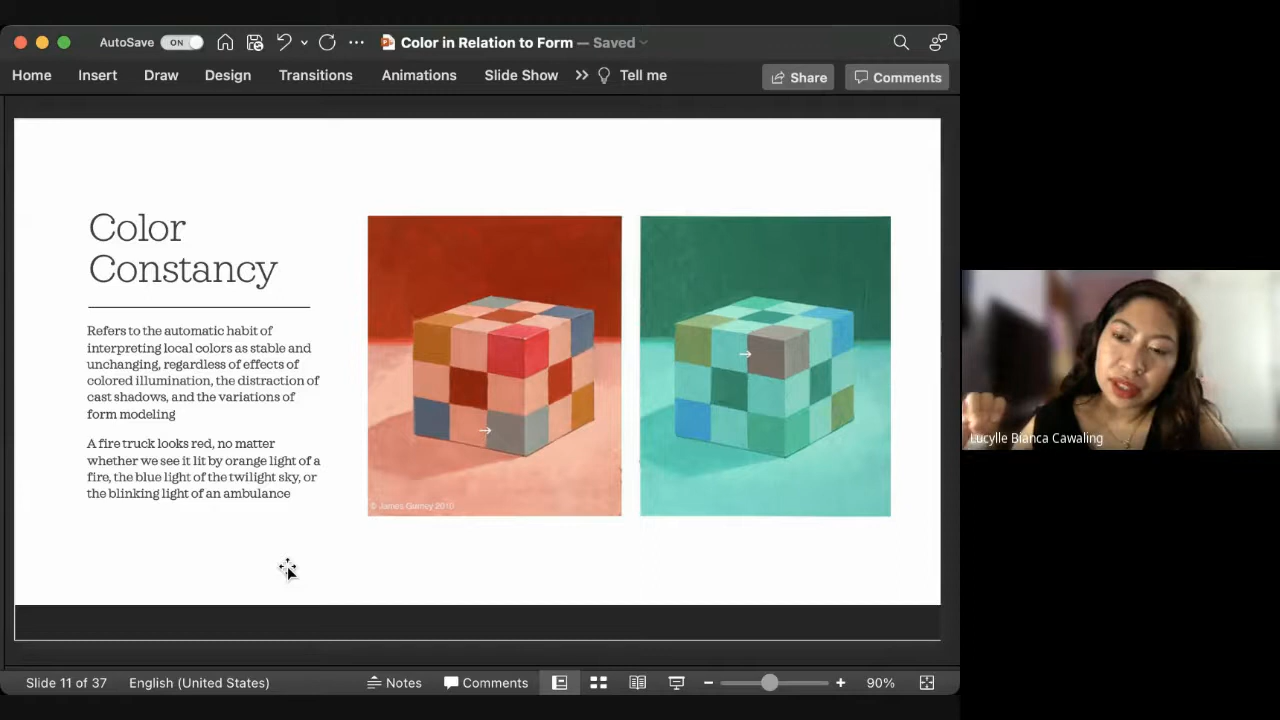 AutoSave ON Color in Relation to Form — Saved
Home Insert Draw Design Transitions Animations Slide Show Tell me Share Comments
Color
Constancy
Refers to the automatic habit of
interpreting local colors as stable and
unchanging, regardless of effects of
colored illumination, the distraction of
cast shadows, and the variations of
form modeling
A fire truck looks red, no matter
whether we see it lit by orange light of a
fire, the blue light of the twilight sky, or
the blinking light of an ambulance
© James Gurney 2010
Lucylle Bianca Cawaling
Slide 11 of 37 English (United States) Notes Comments 90%